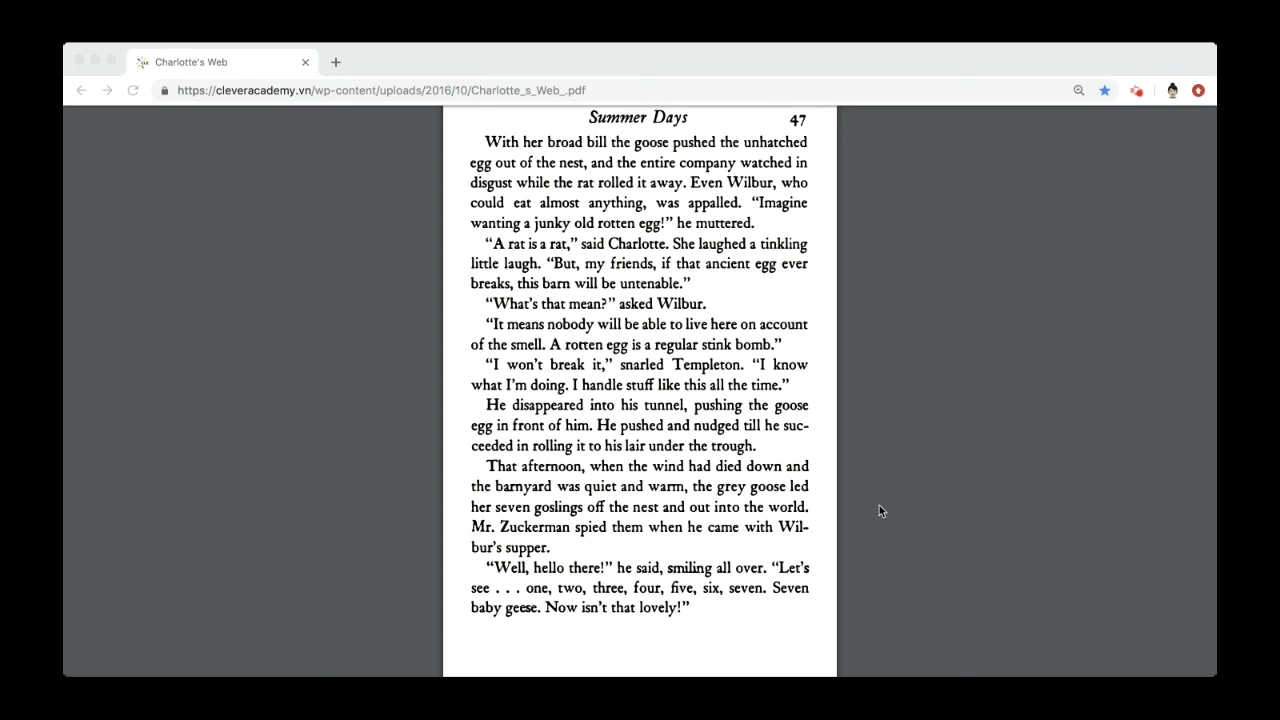 Charlotte's Web
https://cleveracademy.vn/wp-content/uploads/2016/10/Charlotte_s_Web_.pdf
Summer Days 47
With her broad bill the goose pushed the unhatched
egg out of the nest, and the entire company watched in
disgust while the rat rolled it away. Even Wilbur, who
could eat almost anything, was appalled. “Imagine
wanting a junky old rotten egg!” he muttered.
“A rat is a rat,” said Charlotte. She laughed a tinkling
little laugh. “But, my friends, if that ancient egg ever
breaks, this barn will be untenable.”
“What's that mean?” asked Wilbur.
“It means nobody will be able to live here on account
of the smell. A rotten egg is a regular stink bomb.”
“I won't break it,” snarled Templeton. “I know
what I'm doing. I handle stuff like this all the time.”
He disappeared into his tunnel, pushing the goose
egg in front of him. He pushed and nudged till he suc-
ceeded in rolling it to his lair under the trough.
That afternoon, when the wind had died down and
the barnyard was quiet and warm, the grey goose led
her seven goslings off the nest and out into the world.
Mr. Zuckerman spied them when he came with Wil-
bur's supper.
“Well, hello there!” he said, smiling all over. “Let's
see . . . one, two, three, four, five, six, seven. Seven
baby geese. Now isn't that lovely!”